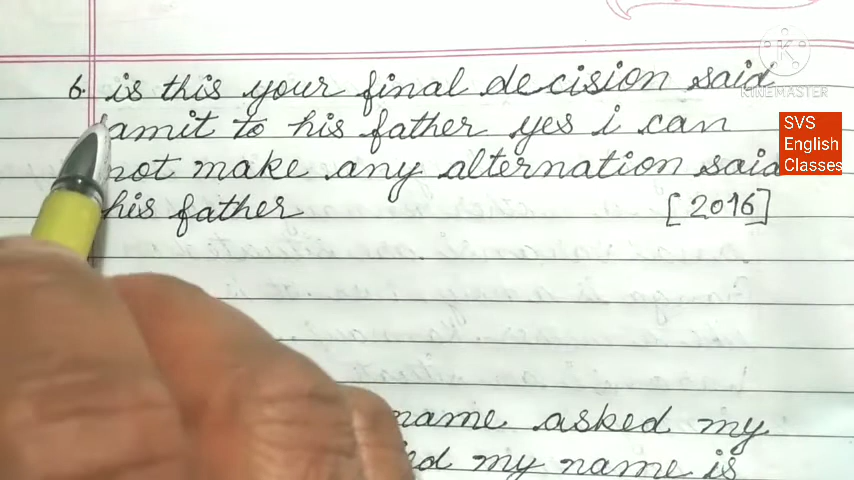 KINEMASTER
SVS
English
Classes
6. is this your final decision said
amit to his father yes i can
not make any alternation said
his father [2016]
name asked my
my name is